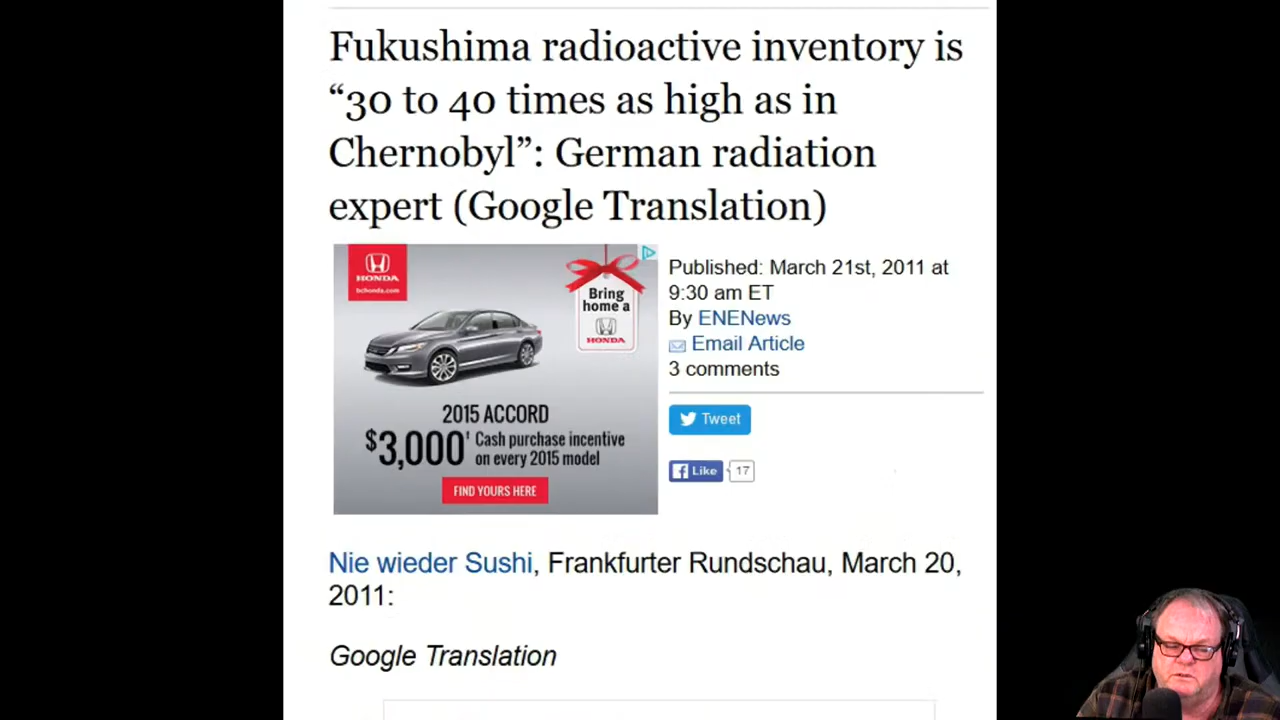 Fukushima radioactive inventory is
“30 to 40 times as high as in
Chernobyl”: German radiation
expert (Google Translation)
HONDA
bchonda.com
Bring
home a
HONDA
2015 ACCORD
$3,000† Cash purchase incentive
on every 2015 model
FIND YOURS HERE
Published: March 21st, 2011 at
9:30 am ET
By ENENews
Email Article
3 comments
Tweet
Like 17
Nie wieder Sushi, Frankfurter Rundschau, March 20,
2011:
Google Translation